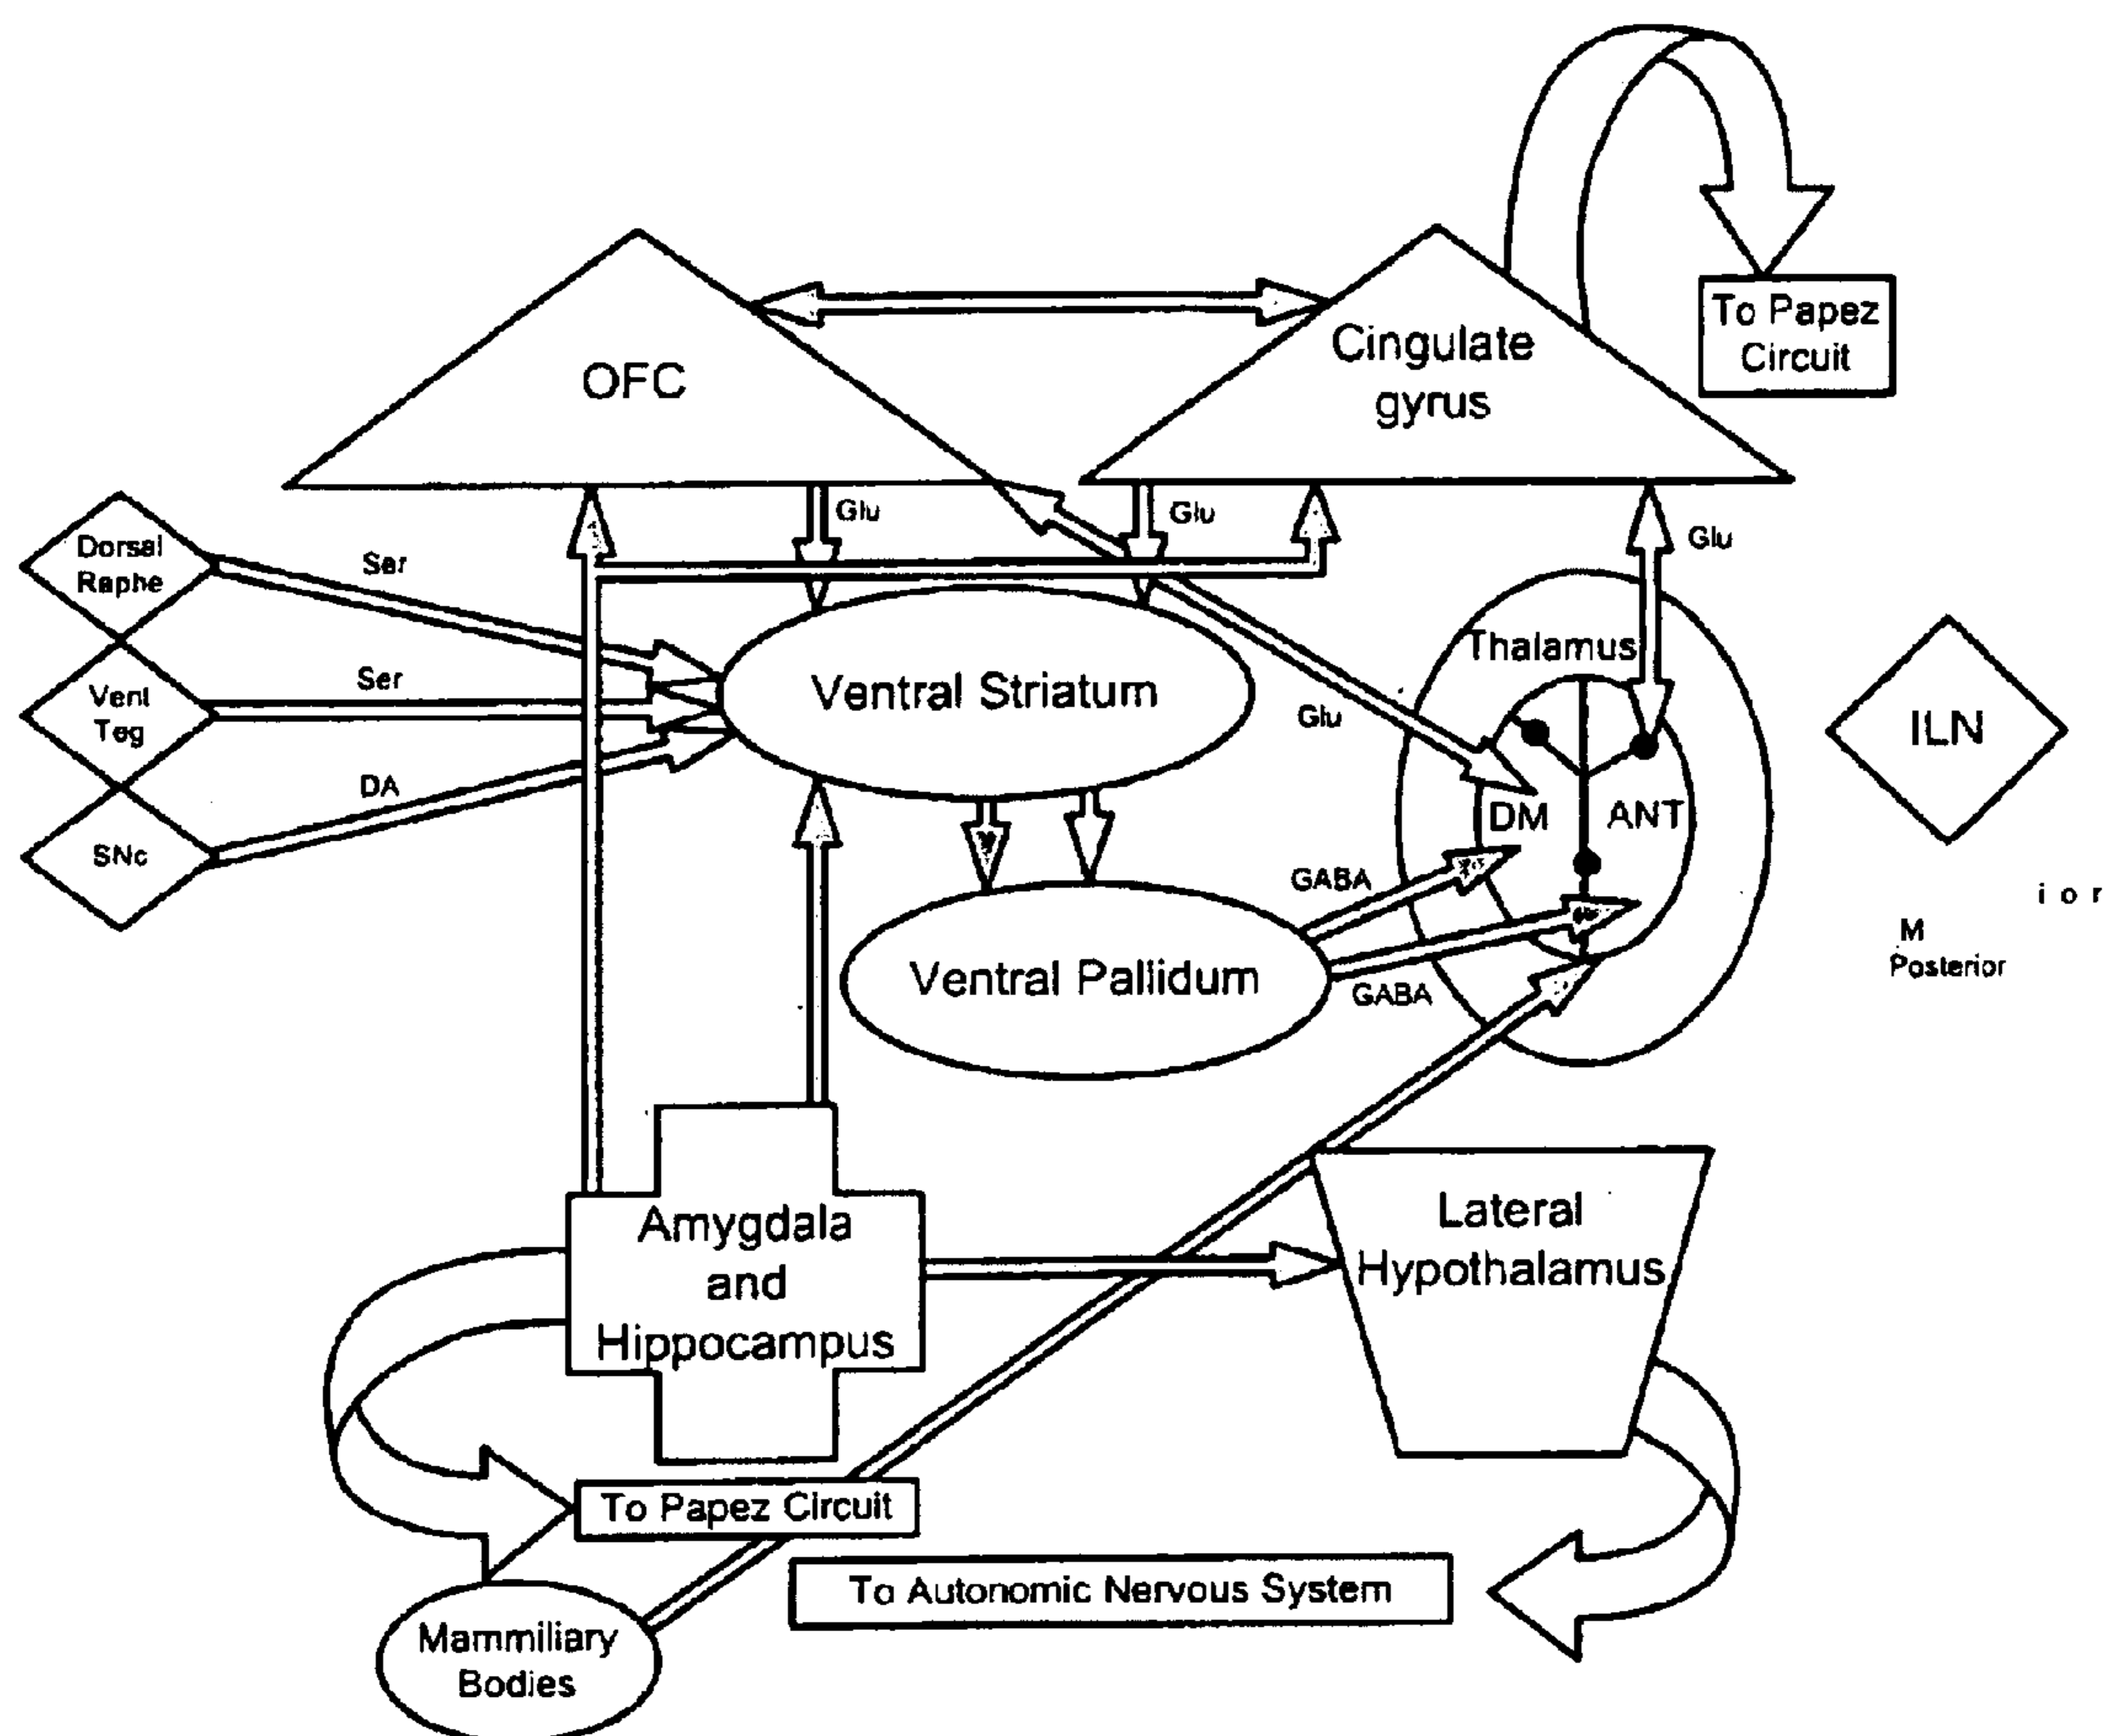 To Papez
Circuit
OFC
Cingulate
gyrus
Glu
Glu
Glu
Dorsal
Raphe
Ser
Vent
Teg
Ser
SNc
DA
Ventral Striatum
Glu
Thalamus
DM
ANT
ILN
GABA
GABA
Ventral Pallidum
i o r
M
Posterior
Amygdala
and
Hippocampus
Lateral
Hypothalamus
To Papez Circuit
To Autonomic Nervous System
Mammiliary
Bodies